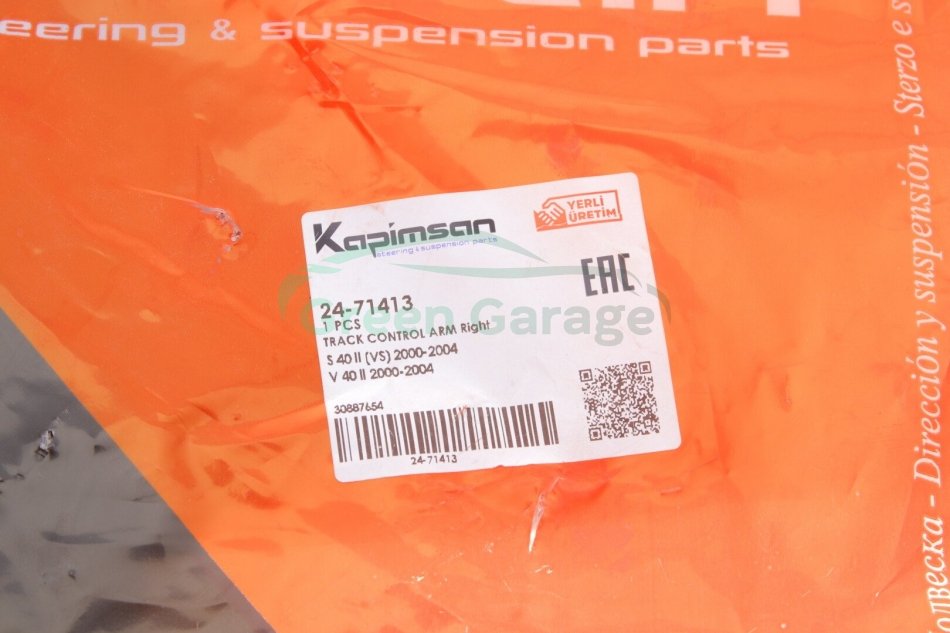 eering & suspension parts
Kapimsan
steering & suspension parts
YERLİ
ÜRETİM
EAC
24-71413
1 PCS
TRACK CONTROL ARM Right
S 40 II (VS) 2000-2004
V 40 II 2000-2004
30887654
24-71413
Green Garage
одвеска - Dirección y suspensión - Sterzo e s